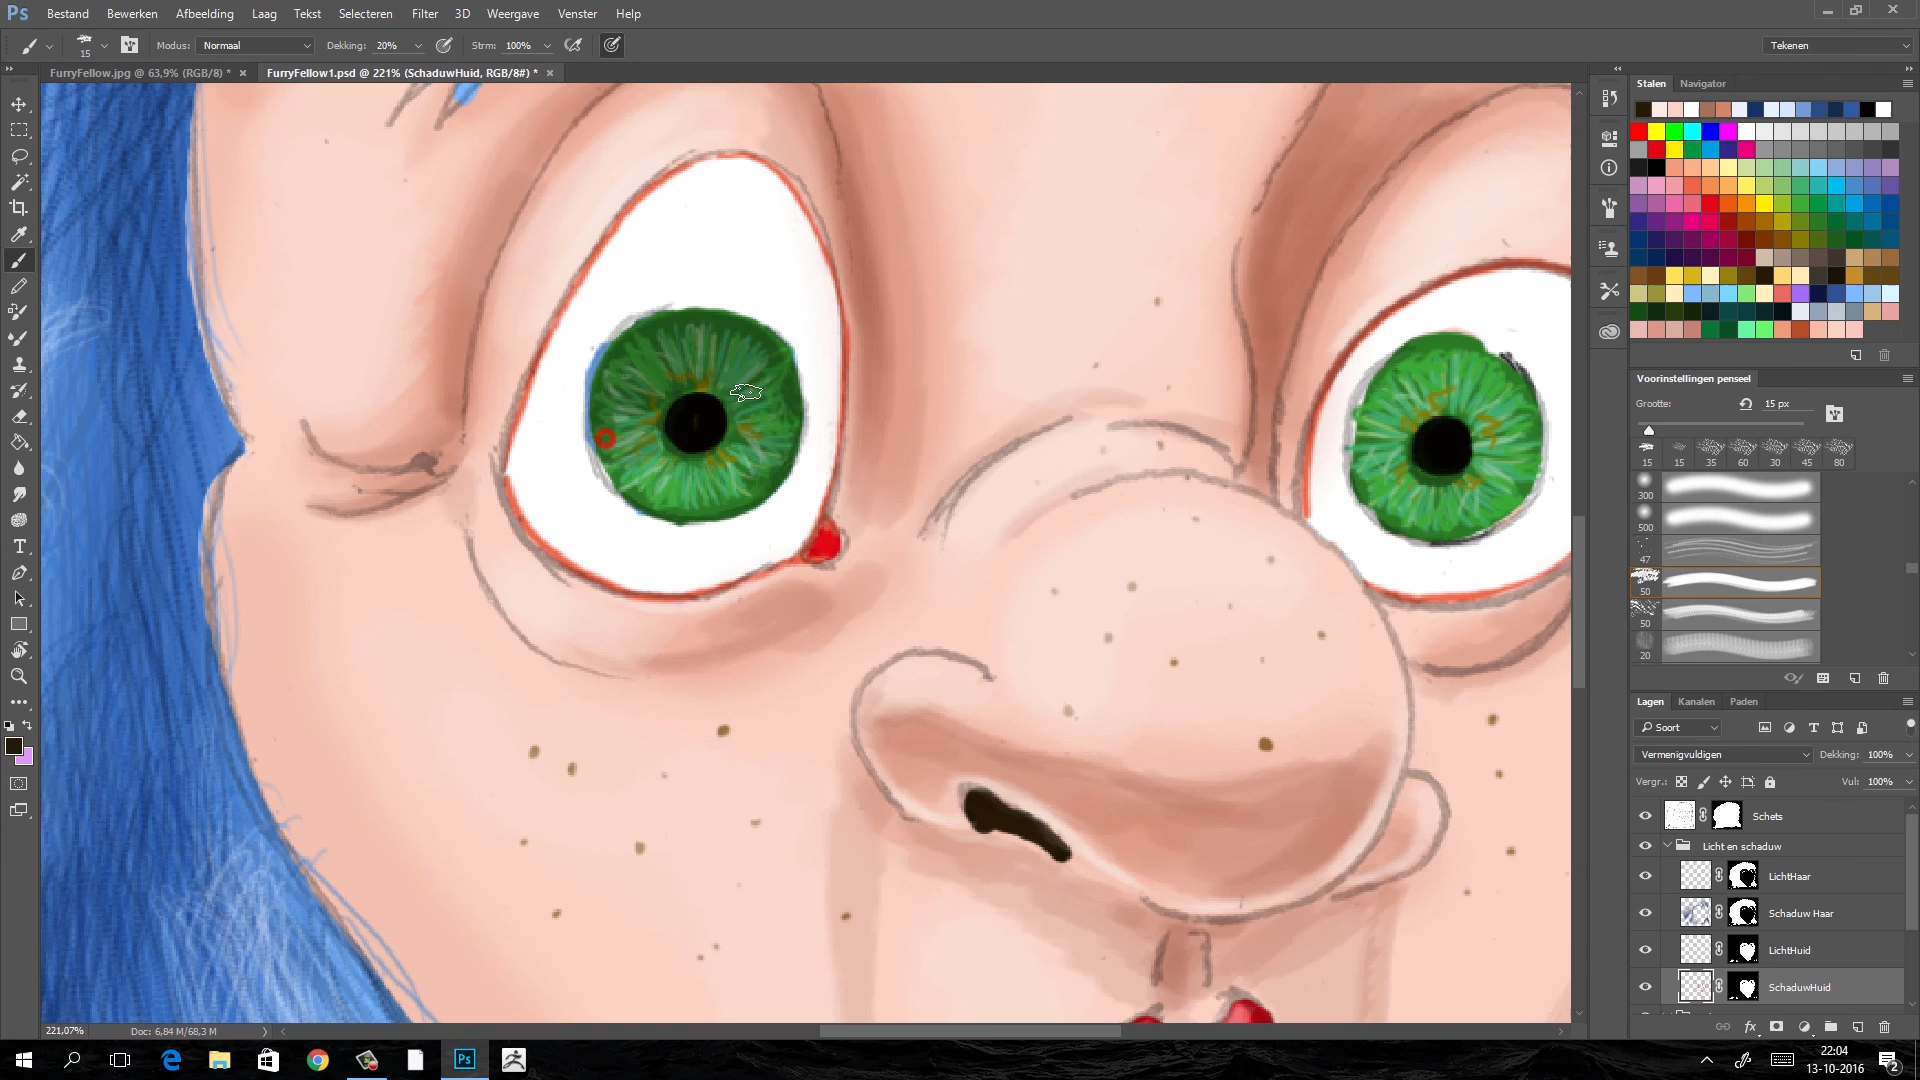 Ps Bestand Bewerken Afbeelding Laag Tekst Selecteren Filter 3D Weergave Venster Help
15 Modus: Normaal Dekking: 20% Strm: 100% Tekenen
FurryFellow.jpg @ 63,9% (RGB/8) * × FurryFellow1.psd @ 221% (SchaduwHuid, RGB/8#) * ×
Stalen Navigator
Voorinstellingen penseel
Grootte: 15 px
15 15 35 60 30 45 80
300
500
47
50
50
20
Lagen Kanalen Paden
Soort
Vermenigvuldigen Dekking: 100%
Vergr.: Vul: 100%
Schets
Licht en schaduw
LichtHaar
Schaduw Haar
LichtHuid
SchaduwHuid
221,07% Doc: 6,84 M/68,3 M
Ps
22:04
13-10-2016
2